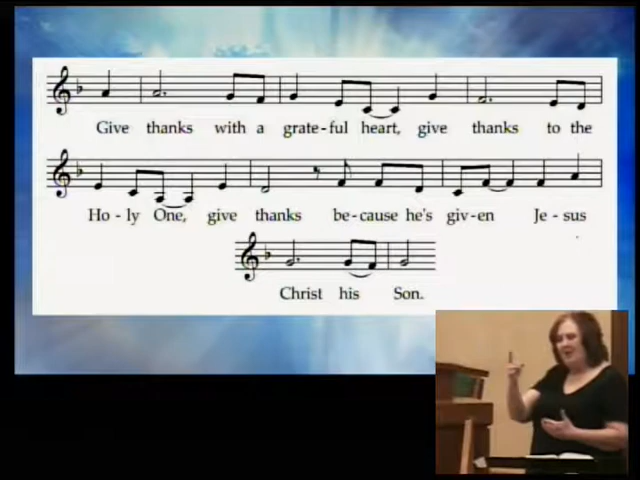 Give thanks with a grate-ful heart, give thanks to the
Ho-ly One, give thanks be-cause he's giv-en Je-sus
Christ his Son.